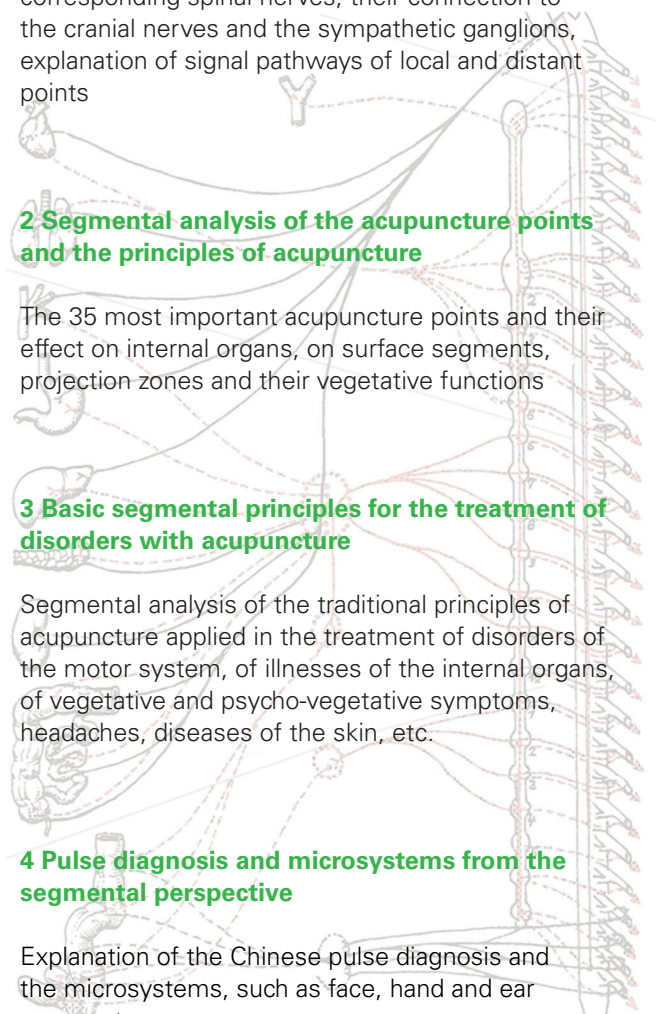 corresponding spinal nerves, their connection to
the cranial nerves and the sympathetic ganglions,
explanation of signal pathways of local and distant
points
2 Segmental analysis of the acupuncture points
and the principles of acupuncture
The 35 most important acupuncture points and their
effect on internal organs, on surface segments,
projection zones and their vegetative functions
3 Basic segmental principles for the treatment of
disorders with acupuncture
Segmental analysis of the traditional principles of
acupuncture applied in the treatment of disorders of
the motor system, of illnesses of the internal organs,
of vegetative and psycho-vegetative symptoms,
headaches, diseases of the skin, etc.
4 Pulse diagnosis and microsystems from the
segmental perspective
Explanation of the Chinese pulse diagnosis and
the microsystems, such as face, hand and ear